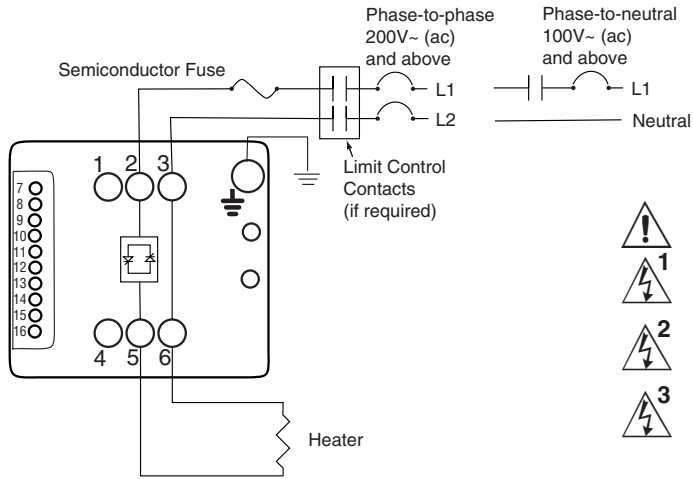 Phase-to-phase
200V~ (ac)
and above
Phase-to-neutral
100V~ (ac)
and above
Semiconductor Fuse
L1
L2
L1
Neutral
Limit Control
Contacts
(if required)
1 2 3
7
8
9
10
11
12
13
14
15
16
4 5 6
Heater
!
1
2
3